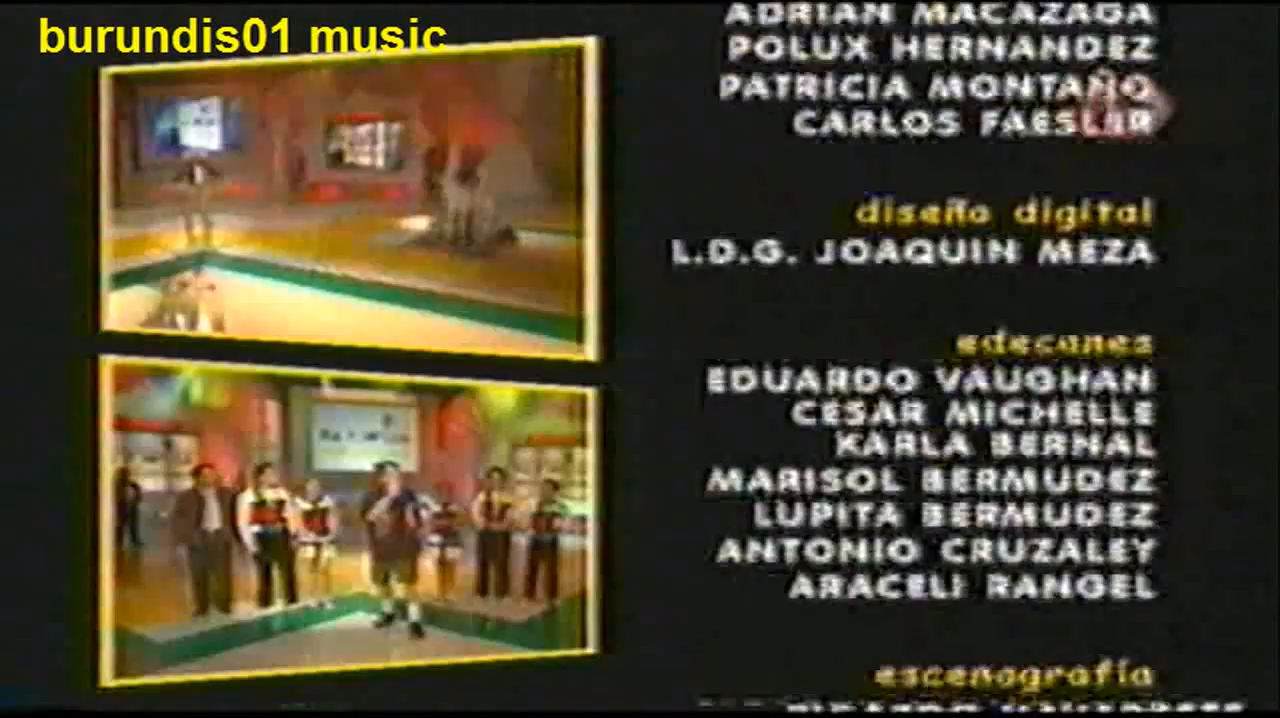 burundis01 music
ADRIAN MACAZAGA
POLUX HERNANDEZ
PATRICIA MONTAÑO
CARLOS FAESLER
diseño digital
L.D.G. JOAQUIN MEZA
edecanes
EDUARDO VAUGHAN
CESAR MICHELLE
KARLA BERNAL
MARISOL BERMUDEZ
LUPITA BERMUDEZ
ANTONIO CRUZALEY
ARACELI RANGEL
escenografía